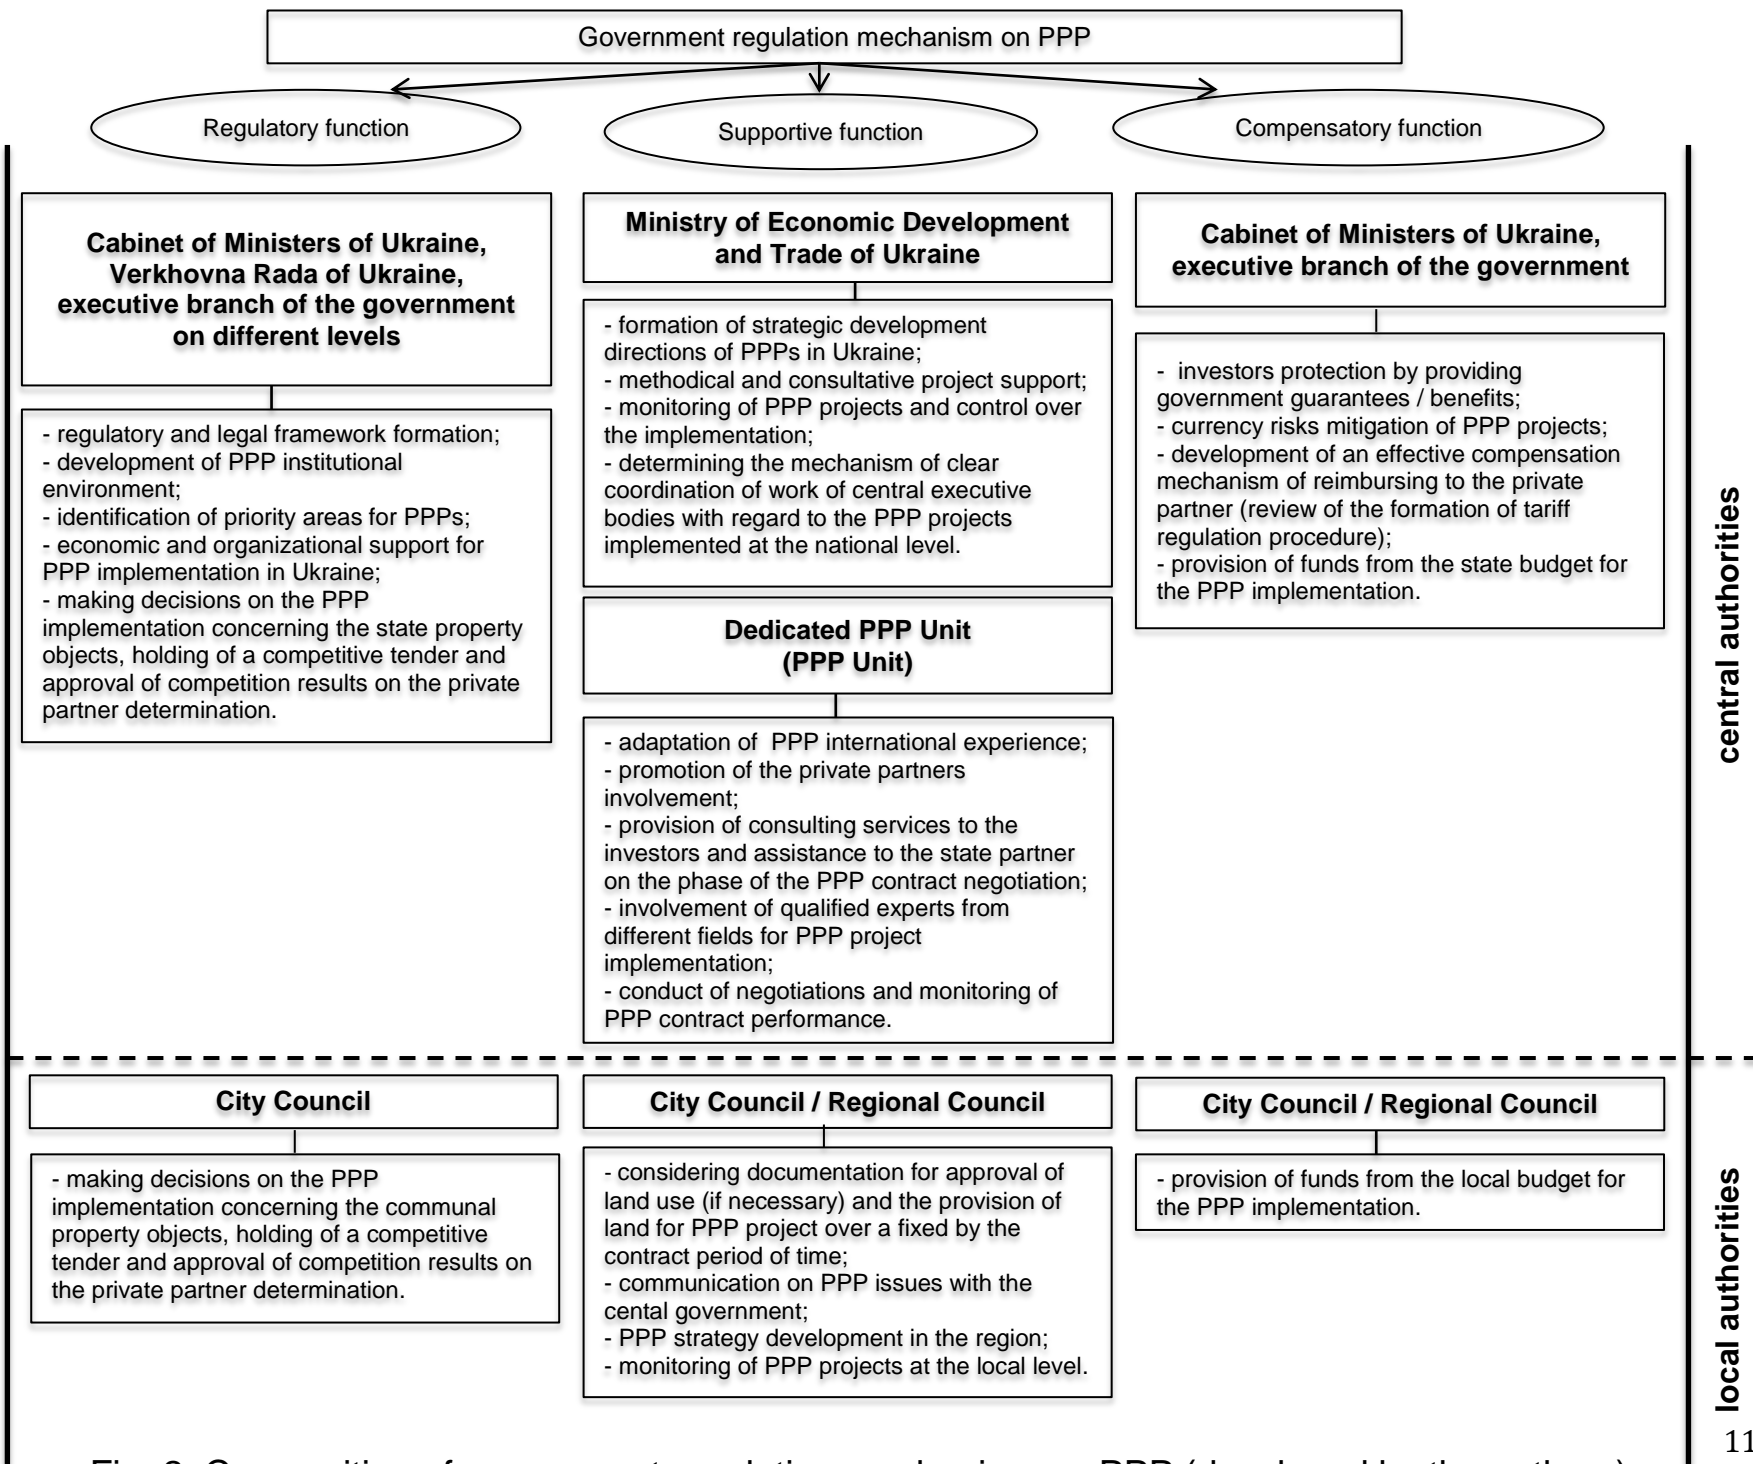 Government regulation mechanism on PPP
Regulatory function
Supportive function
Compensatory function
Cabinet of Ministers of Ukraine,
Verkhovna Rada of Ukraine,
executive branch of the government
on different levels
- regulatory and legal framework formation;
- development of PPP institutional
environment;
- identification of priority areas for PPPs;
- economic and organizational support for
PPP implementation in Ukraine;
- making decisions on the PPP
implementation concerning the state property
objects, holding of a competitive tender and
approval of competition results on the private
partner determination.
Ministry of Economic Development
and Trade of Ukraine
- formation of strategic development
directions of PPPs in Ukraine;
- methodical and consultative project support;
- monitoring of PPP projects and control over
the implementation;
- determining the mechanism of clear
coordination of work of central executive
bodies with regard to the PPP projects
implemented at the national level.
Dedicated PPP Unit
(PPP Unit)
- adaptation of  PPP international experience;
- promotion of the private partners
involvement;
- provision of consulting services to the
investors and assistance to the state partner
on the phase of the PPP contract negotiation;
- involvement of qualified experts from
different fields for PPP project
implementation;
- conduct of negotiations and monitoring of
PPP contract performance.
Cabinet of Ministers of Ukraine,
executive branch of the government
-  investors protection by providing
government guarantees / benefits;
- currency risks mitigation of PPP projects;
- development of an effective compensation
mechanism of reimbursing to the private
partner (review of the formation of tariff
regulation procedure);
- provision of funds from the state budget for
the PPP implementation.
central authorities
City Council
- making decisions on the PPP
implementation concerning the communal
property objects, holding of a competitive
tender and approval of competition results on
the private partner determination.
City Council / Regional Council
- considering documentation for approval of
land use (if necessary) and the provision of
land for PPP project over a fixed by the
contract period of time;
- communication on PPP issues with the
cental government;
- PPP strategy development in the region;
- monitoring of PPP projects at the local level.
City Council / Regional Council
- provision of funds from the local budget for
the PPP implementation.
local authorities
11